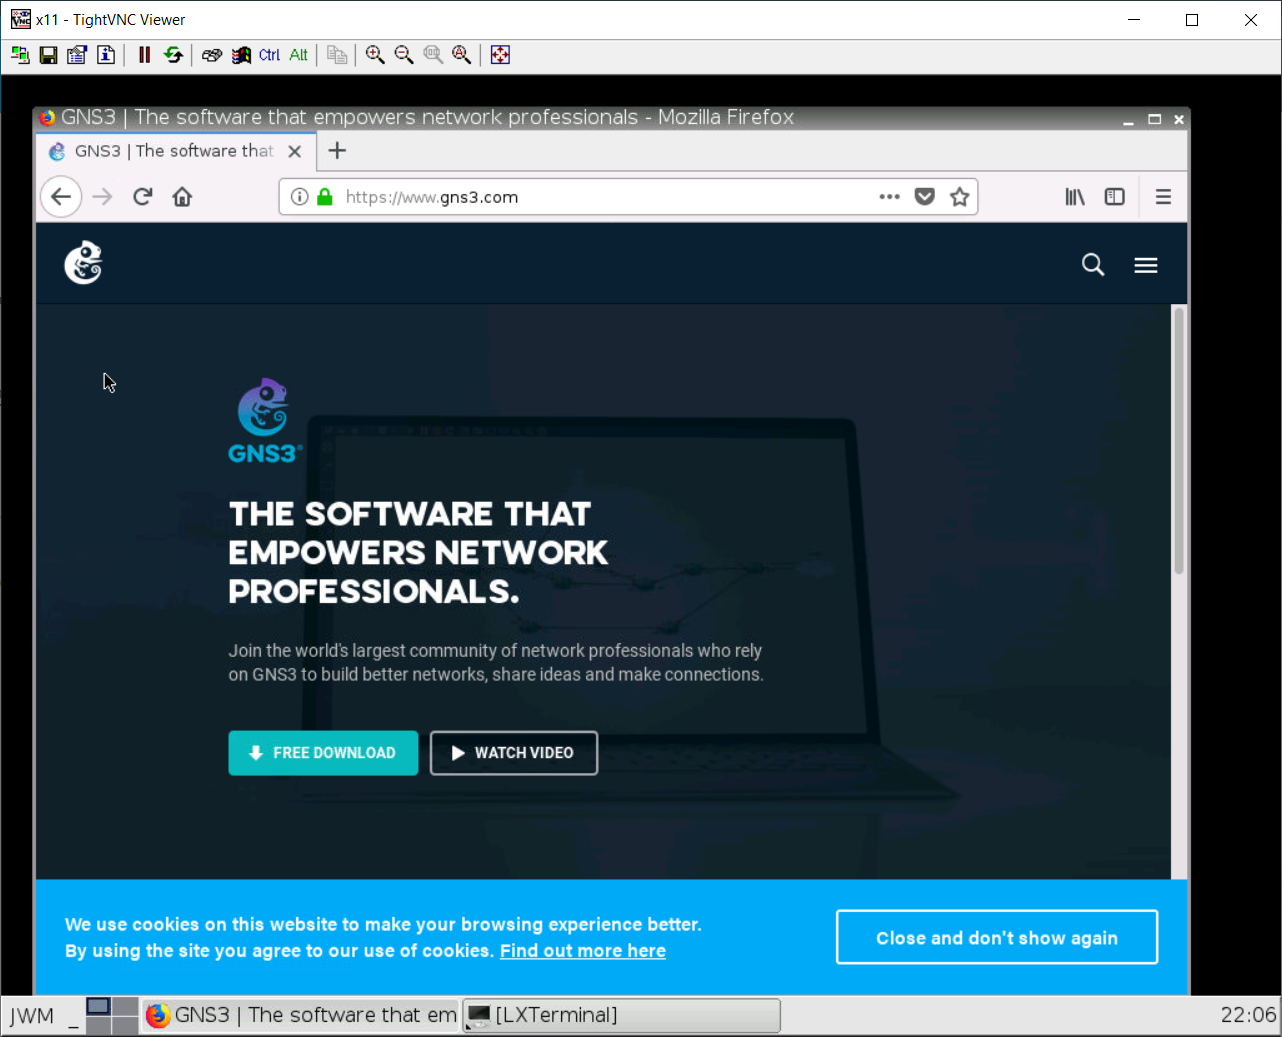 x11 - TightVNC Viewer
Ctrl Alt
GNS3 | The software that empowers network professionals - Mozilla Firefox
GNS3 | The software that
https://www.gns3.com
GNS3®
THE SOFTWARE THAT
EMPOWERS NETWORK
PROFESSIONALS.
Join the world's largest community of network professionals who rely
on GNS3 to build better networks, share ideas and make connections.
FREE DOWNLOAD
WATCH VIDEO
We use cookies on this website to make your browsing experience better.
By using the site you agree to our use of cookies. Find out more here
Close and don't show again
JWM _
GNS3 | The software that em
[LXTerminal]
22:06